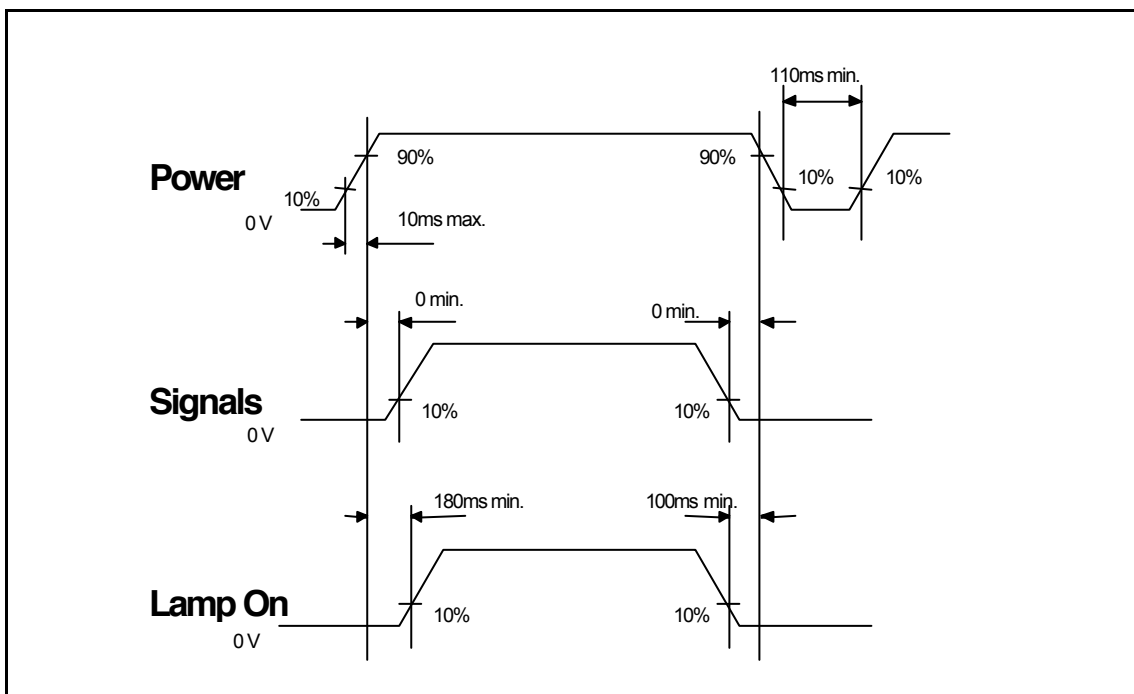 110ms min.
Power
90%
90%
10%
10%
10%
0 V
10ms max.
0 min.
0 min.
Signals
10%
10%
0 V
180ms min.
100ms min.
Lamp On
10%
10%
0 V